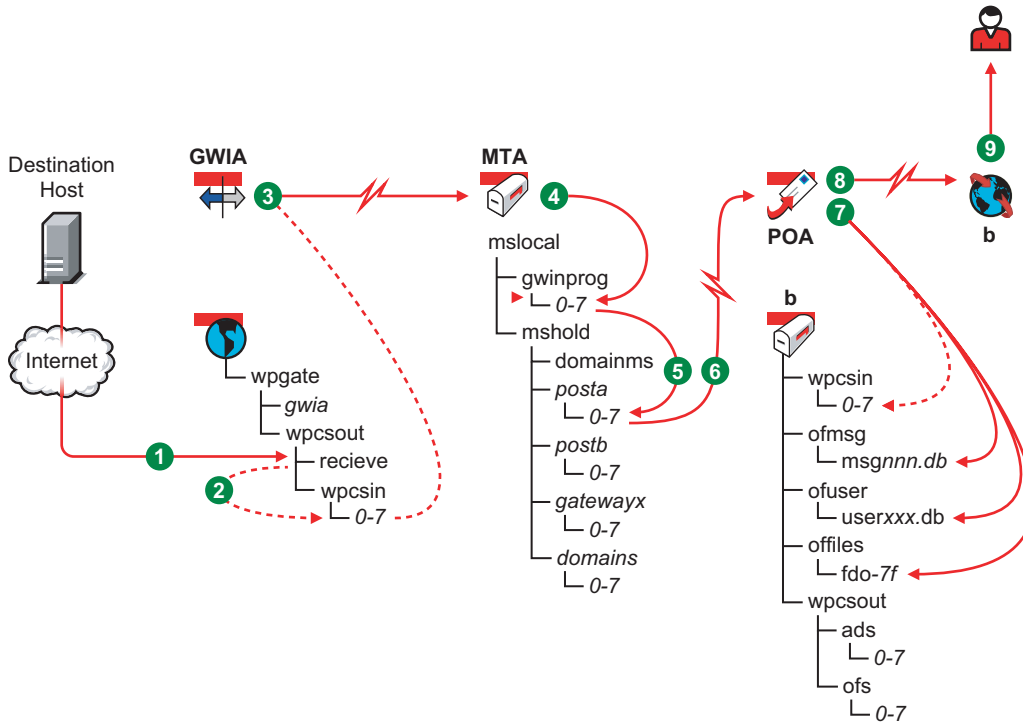 Destination
Host
Internet
1
GWIA
3
wpgate
gwia
wpcsout
recieve
2
wpcsin
0-7
MTA
4
mslocal
gwinprog
0-7
mshold
domainms
5
6
posta
0-7
postb
0-7
gatewayx
0-7
domains
0-7
POA
8
7
9
b
b
wpcsin
0-7
ofmsg
msgnnn.db
ofuser
userxxx.db
offiles
fdo-7f
wpcsout
ads
0-7
ofs
0-7